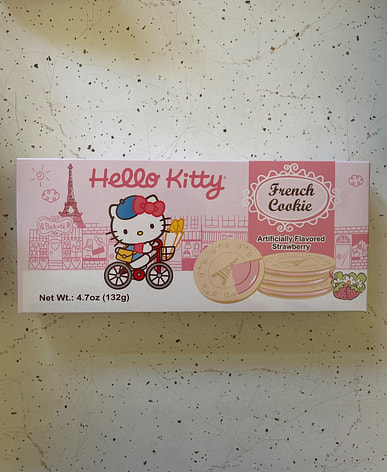 Hello Kitty®
French
Cookie
Artificially Flavored
Strawberry
Net Wt.: 4.7oz (132g)